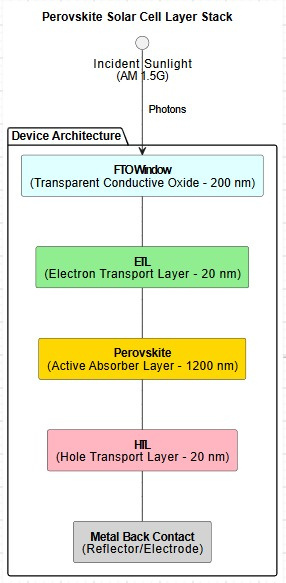 Perovskite Solar Cell Layer Stack
Incident Sunlight
(AM 1.5G)
Photons
Device Architecture
FTO Window
(Transparent Conductive Oxide - 200 nm)
ETL
(Electron Transport Layer - 20 nm)
Perovskite
(Active Absorber Layer - 1200 nm)
HTL
(Hole Transport Layer - 20 nm)
Metal Back Contact
(Reflector/Electrode)